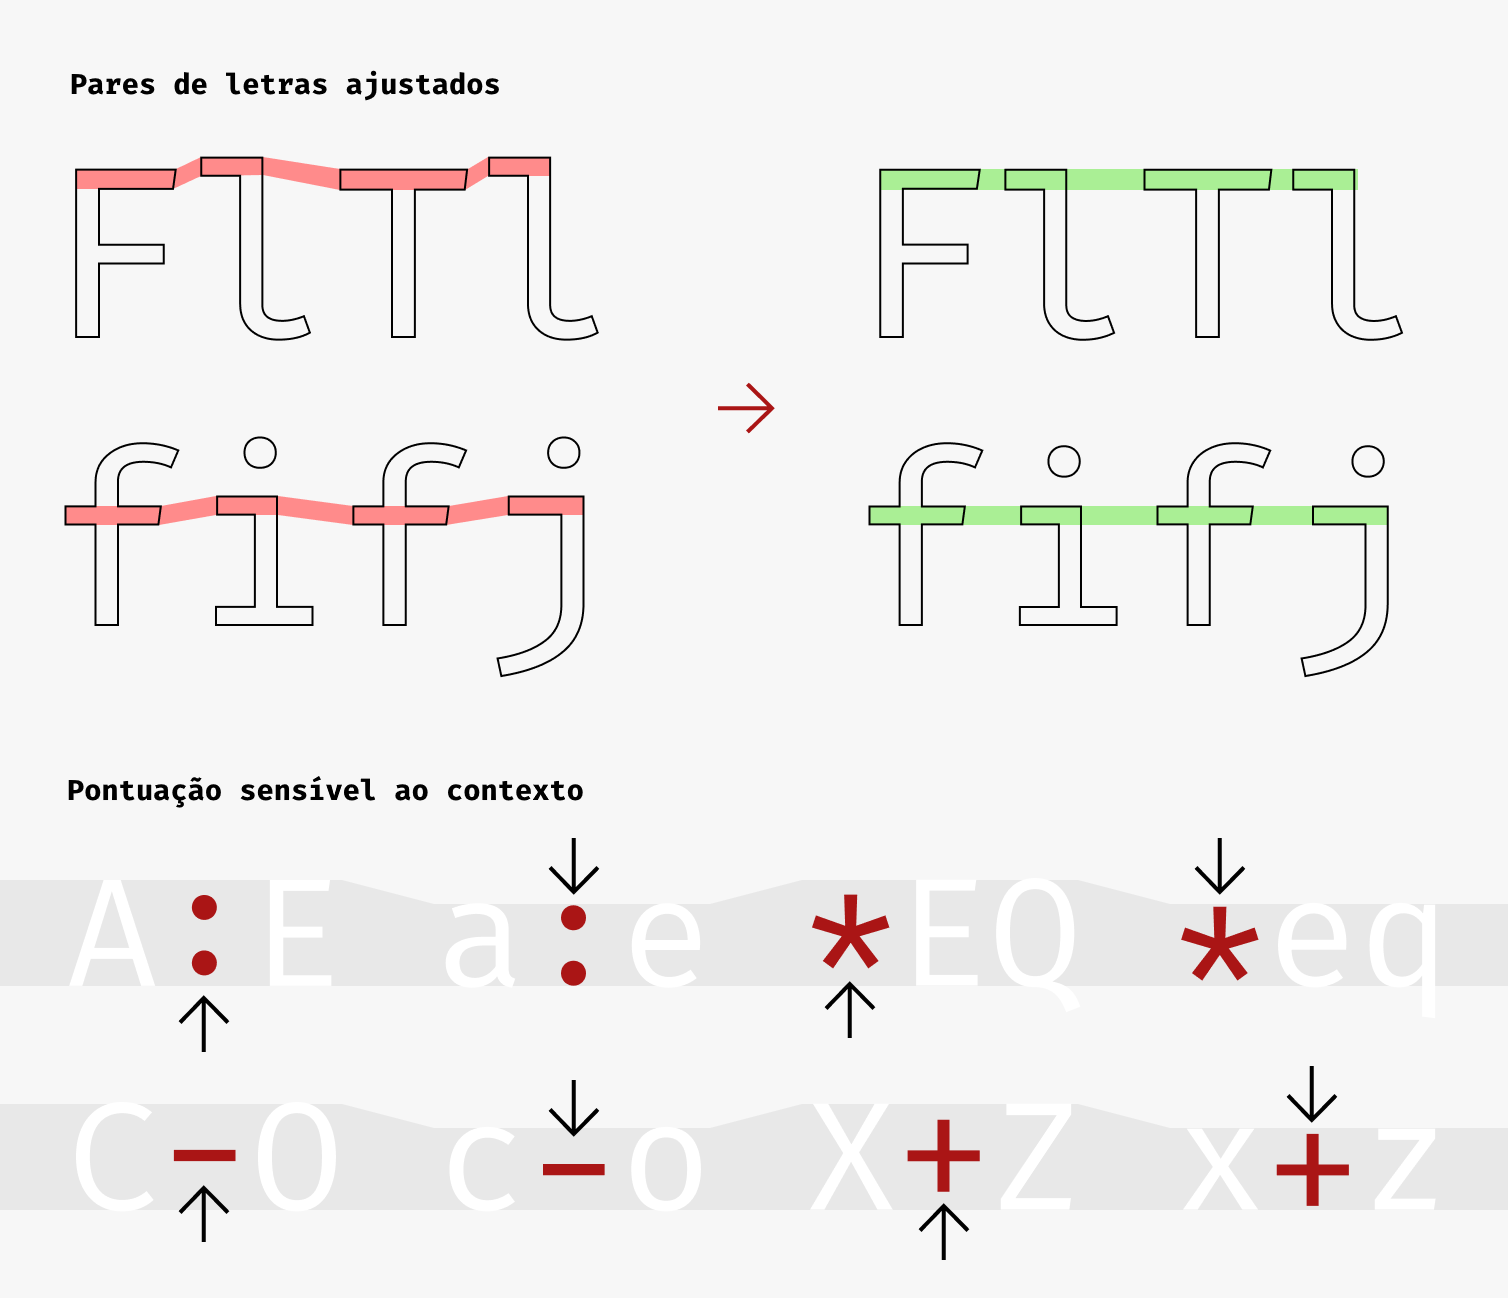 Pares de letras ajustados
FlTl FlTl
→
fifj fifj
Pontuação sensível ao contexto
A:E a:e *EQ *eq
C-O c-o X+Z x+z